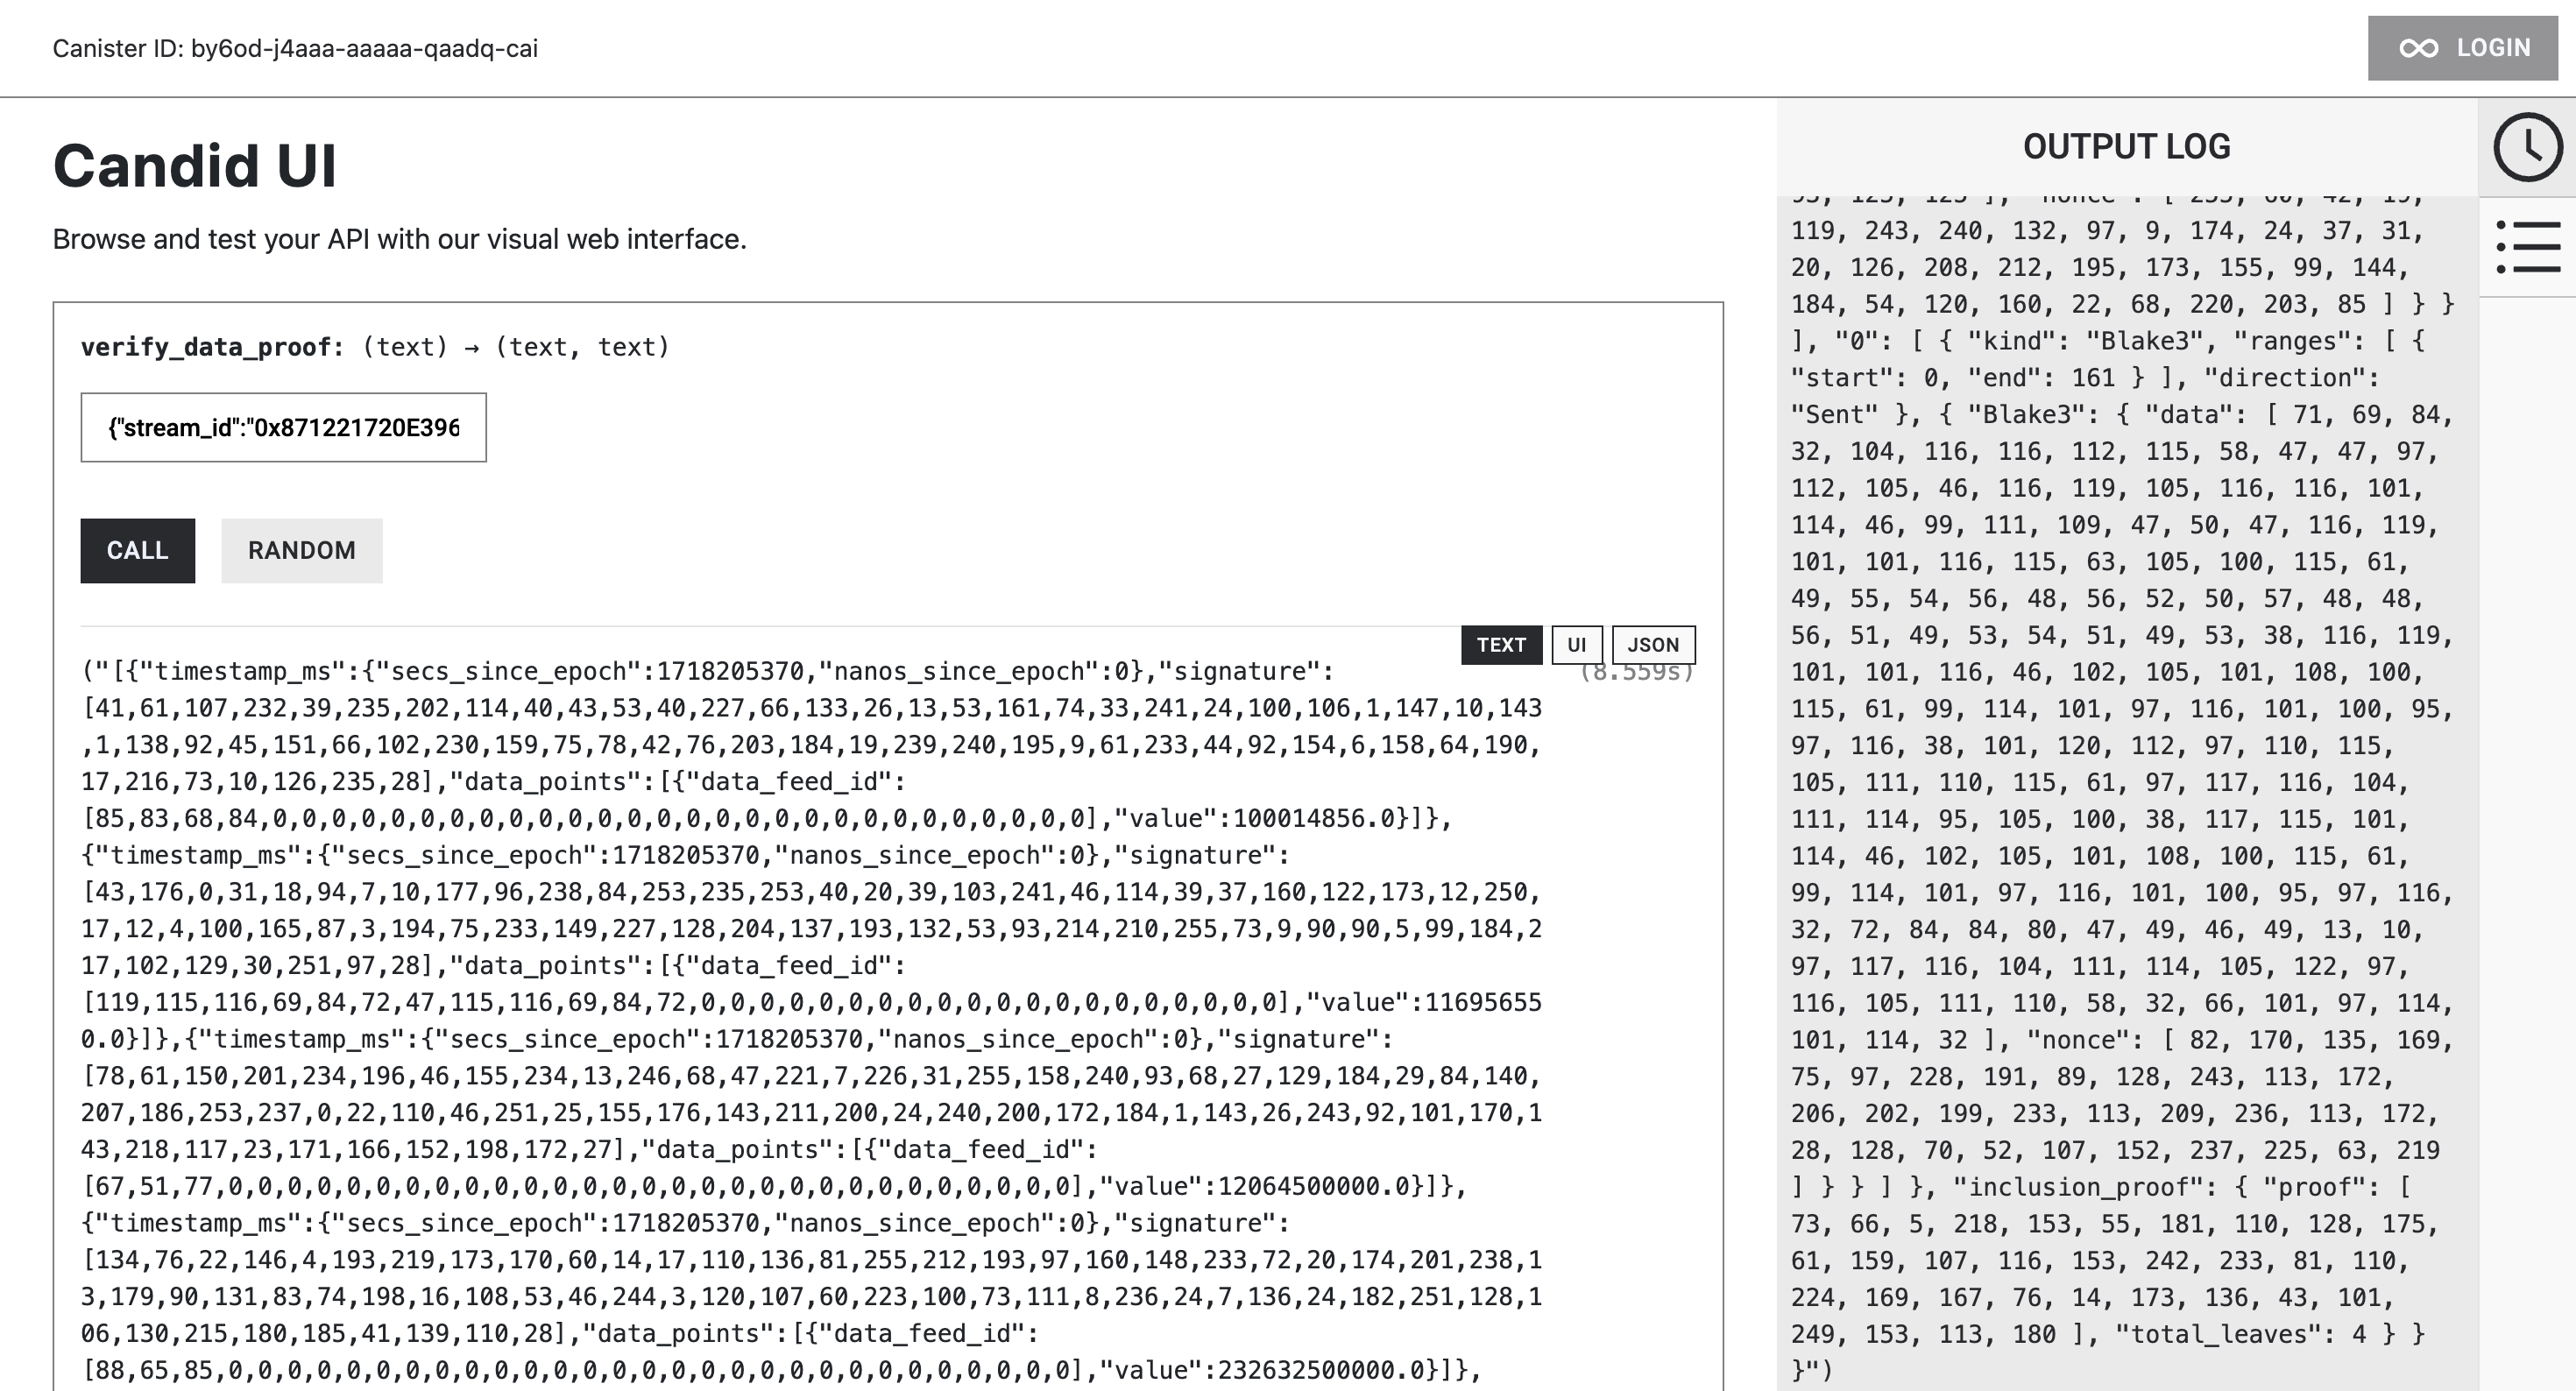 Canister ID: by6od-j4aaa-aaaaa-qaadq-cai
LOGIN
Candid UI
Browse and test your API with our visual web interface.
verify_data_proof: (text) → (text, text)
{"stream_id":"0x871221720E396
CALL
RANDOM
TEXT
UI
JSON
(8.559s)
("[{"timestamp_ms":{"secs_since_epoch":1718205370,"nanos_since_epoch":0},"signature":
[41,61,107,232,39,235,202,114,40,43,53,40,227,66,133,26,13,53,161,74,33,241,24,100,106,1,147,10,143
,1,138,92,45,151,66,102,230,159,75,78,42,76,203,184,19,239,240,195,9,61,233,44,92,154,6,158,64,190,
17,216,73,10,126,235,28],"data_points":[{"data_feed_id":
[85,83,68,84,0,0,0,0,0,0,0,0,0,0,0,0,0,0,0,0,0,0,0,0,0,0,0,0,0,0,0,0],"value":100014856.0}]},
{"timestamp_ms":{"secs_since_epoch":1718205370,"nanos_since_epoch":0},"signature":
[43,176,0,31,18,94,7,10,177,96,238,84,253,235,253,40,20,39,103,241,46,114,39,37,160,122,173,12,250,
17,12,4,100,165,87,3,194,75,233,149,227,128,204,137,193,132,53,93,214,210,255,73,9,90,90,5,99,184,2
17,102,129,30,251,97,28],"data_points":[{"data_feed_id":
[119,115,116,69,84,72,47,115,116,69,84,72,0,0,0,0,0,0,0,0,0,0,0,0,0,0,0,0,0,0,0,0],"value":11695655
0.0}]},{"timestamp_ms":{"secs_since_epoch":1718205370,"nanos_since_epoch":0},"signature":
[78,61,150,201,234,196,46,155,234,13,246,68,47,221,7,226,31,255,158,240,93,68,27,129,184,29,84,140,
207,186,253,237,0,22,110,46,251,25,155,176,143,211,200,24,240,200,172,184,1,143,26,243,92,101,170,1
43,218,117,23,171,166,152,198,172,27],"data_points":[{"data_feed_id":
[67,51,77,0,0,0,0,0,0,0,0,0,0,0,0,0,0,0,0,0,0,0,0,0,0,0,0,0,0,0,0,0],"value":12064500000.0}]},
{"timestamp_ms":{"secs_since_epoch":1718205370,"nanos_since_epoch":0},"signature":
[134,76,22,146,4,193,219,173,170,60,14,17,110,136,81,255,212,193,97,160,148,233,72,20,174,201,238,1
3,179,90,131,83,74,198,16,108,53,46,244,3,120,107,60,223,100,73,111,8,236,24,7,136,24,182,251,128,1
06,130,215,180,185,41,139,110,28],"data_points":[{"data_feed_id":
[88,65,85,0,0,0,0,0,0,0,0,0,0,0,0,0,0,0,0,0,0,0,0,0,0,0,0,0,0,0,0,0],"value":232632500000.0}]},
OUTPUT LOG
119, 243, 240, 132, 97, 9, 174, 24, 37, 31,
20, 126, 208, 212, 195, 173, 155, 99, 144,
184, 54, 120, 160, 22, 68, 220, 203, 85 ] } }
], "0": [ { "kind": "Blake3", "ranges": [ {
"start": 0, "end": 161 } ], "direction":
"Sent" }, { "Blake3": { "data": [ 71, 69, 84,
32, 104, 116, 116, 112, 115, 58, 47, 47, 97,
112, 105, 46, 116, 119, 105, 116, 116, 101,
114, 46, 99, 111, 109, 47, 50, 47, 116, 119,
101, 101, 116, 115, 63, 105, 100, 115, 61,
49, 55, 54, 56, 48, 56, 52, 50, 57, 48, 48,
56, 51, 49, 53, 54, 51, 49, 53, 38, 116, 119,
101, 101, 116, 46, 102, 105, 101, 108, 100,
115, 61, 99, 114, 101, 97, 116, 101, 100, 95,
97, 116, 38, 101, 120, 112, 97, 110, 115,
105, 111, 110, 115, 61, 97, 117, 116, 104,
111, 114, 95, 105, 100, 38, 117, 115, 101,
114, 46, 102, 105, 101, 108, 100, 115, 61,
99, 114, 101, 97, 116, 101, 100, 95, 97, 116,
32, 72, 84, 84, 80, 47, 49, 46, 49, 13, 10,
97, 117, 116, 104, 111, 114, 105, 122, 97,
116, 105, 111, 110, 58, 32, 66, 101, 97, 114,
101, 114, 32 ], "nonce": [ 82, 170, 135, 169,
75, 97, 228, 191, 89, 128, 243, 113, 172,
206, 202, 199, 233, 113, 209, 236, 113, 172,
28, 128, 70, 52, 107, 152, 237, 225, 63, 219
] } } ] }, "inclusion_proof": { "proof": [
73, 66, 5, 218, 153, 55, 181, 110, 128, 175,
61, 159, 107, 116, 153, 242, 233, 81, 110,
224, 169, 167, 76, 14, 173, 136, 43, 101,
249, 153, 113, 180 ], "total_leaves": 4 } }
}")